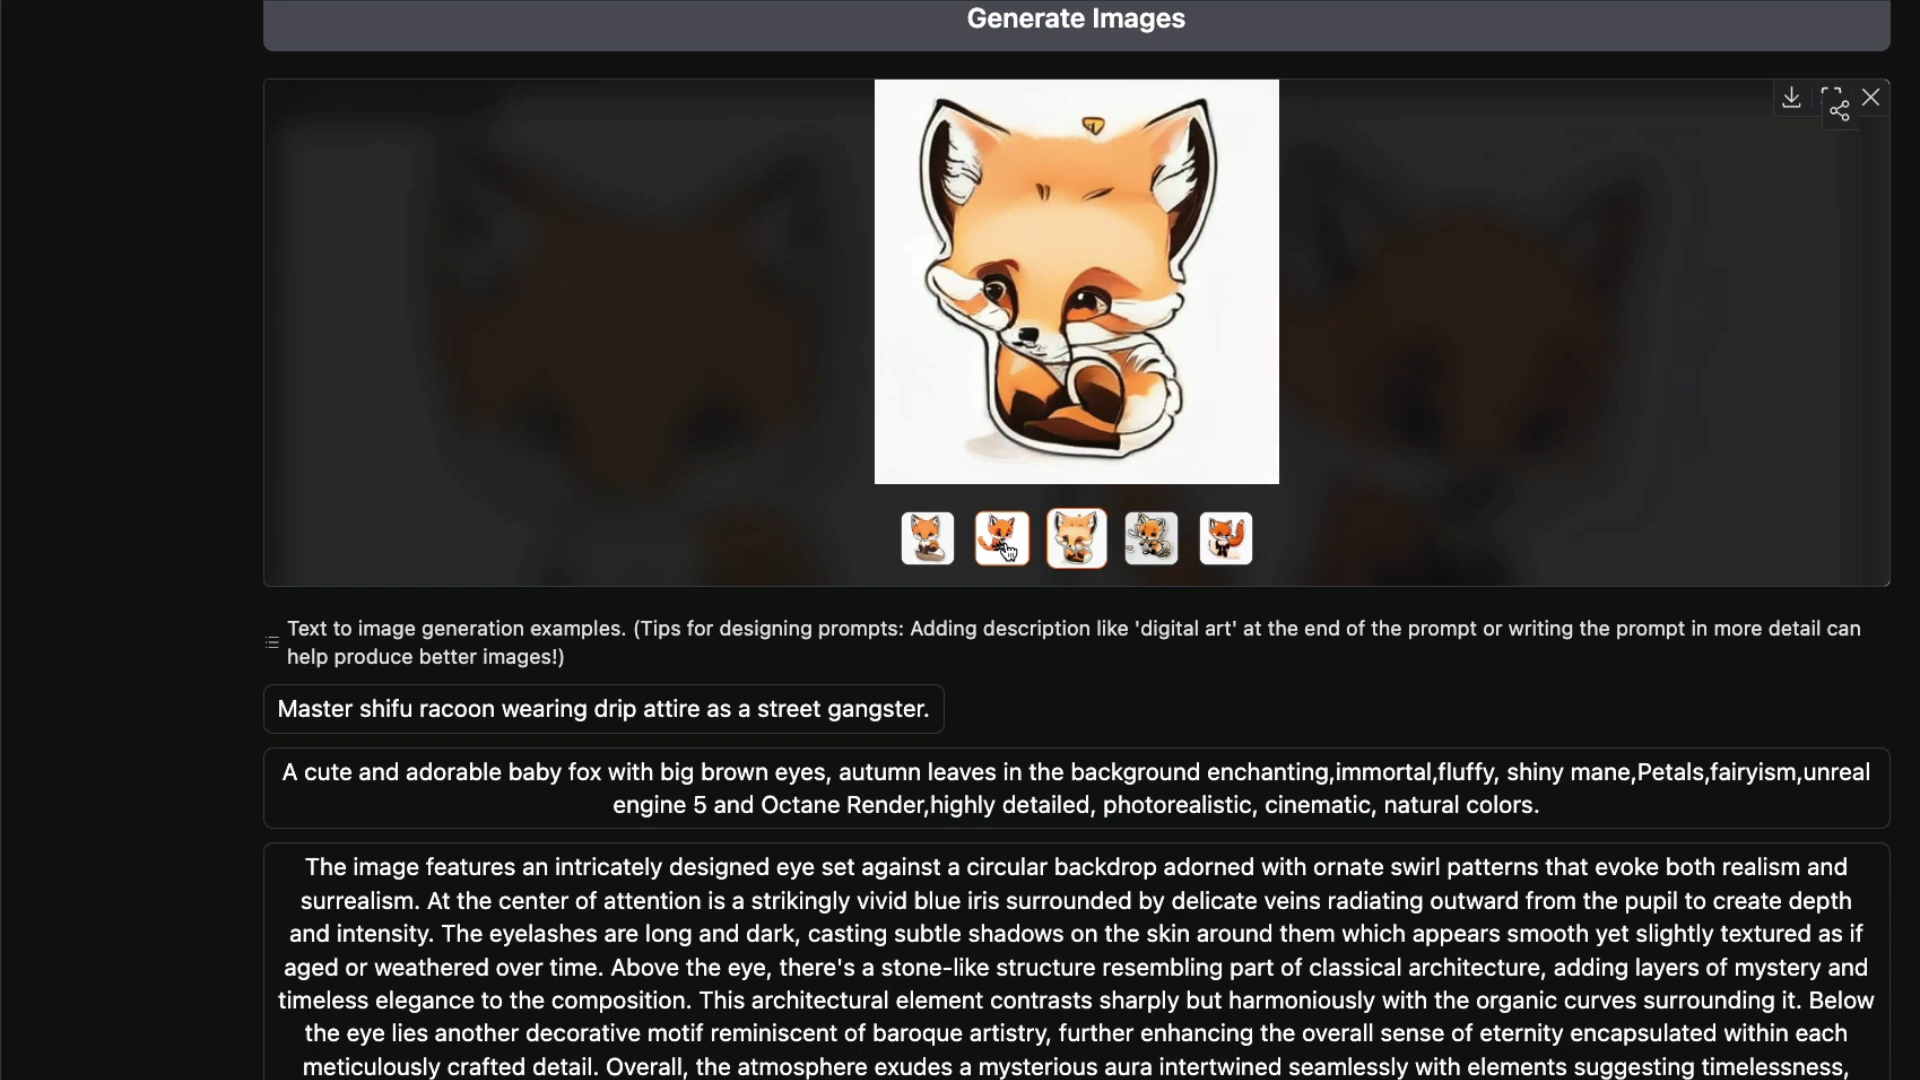 Generate Images
Text to image generation examples. (Tips for designing prompts: Adding description like 'digital art' at the end of the prompt or writing the prompt in more detail can
help produce better images!)
Master shifu racoon wearing drip attire as a street gangster.
A cute and adorable baby fox with big brown eyes, autumn leaves in the background enchanting,immortal,fluffy, shiny mane,Petals,fairyism,unreal
engine 5 and Octane Render,highly detailed, photorealistic, cinematic, natural colors.
The image features an intricately designed eye set against a circular backdrop adorned with ornate swirl patterns that evoke both realism and
surrealism. At the center of attention is a strikingly vivid blue iris surrounded by delicate veins radiating outward from the pupil to create depth
and intensity. The eyelashes are long and dark, casting subtle shadows on the skin around them which appears smooth yet slightly textured as if
aged or weathered over time. Above the eye, there's a stone-like structure resembling part of classical architecture, adding layers of mystery and
timeless elegance to the composition. This architectural element contrasts sharply but harmoniously with the organic curves surrounding it. Below
the eye lies another decorative motif reminiscent of baroque artistry, further enhancing the overall sense of eternity encapsulated within each
meticulously crafted detail. Overall, the atmosphere exudes a mysterious aura intertwined seamlessly with elements suggesting timelessness,